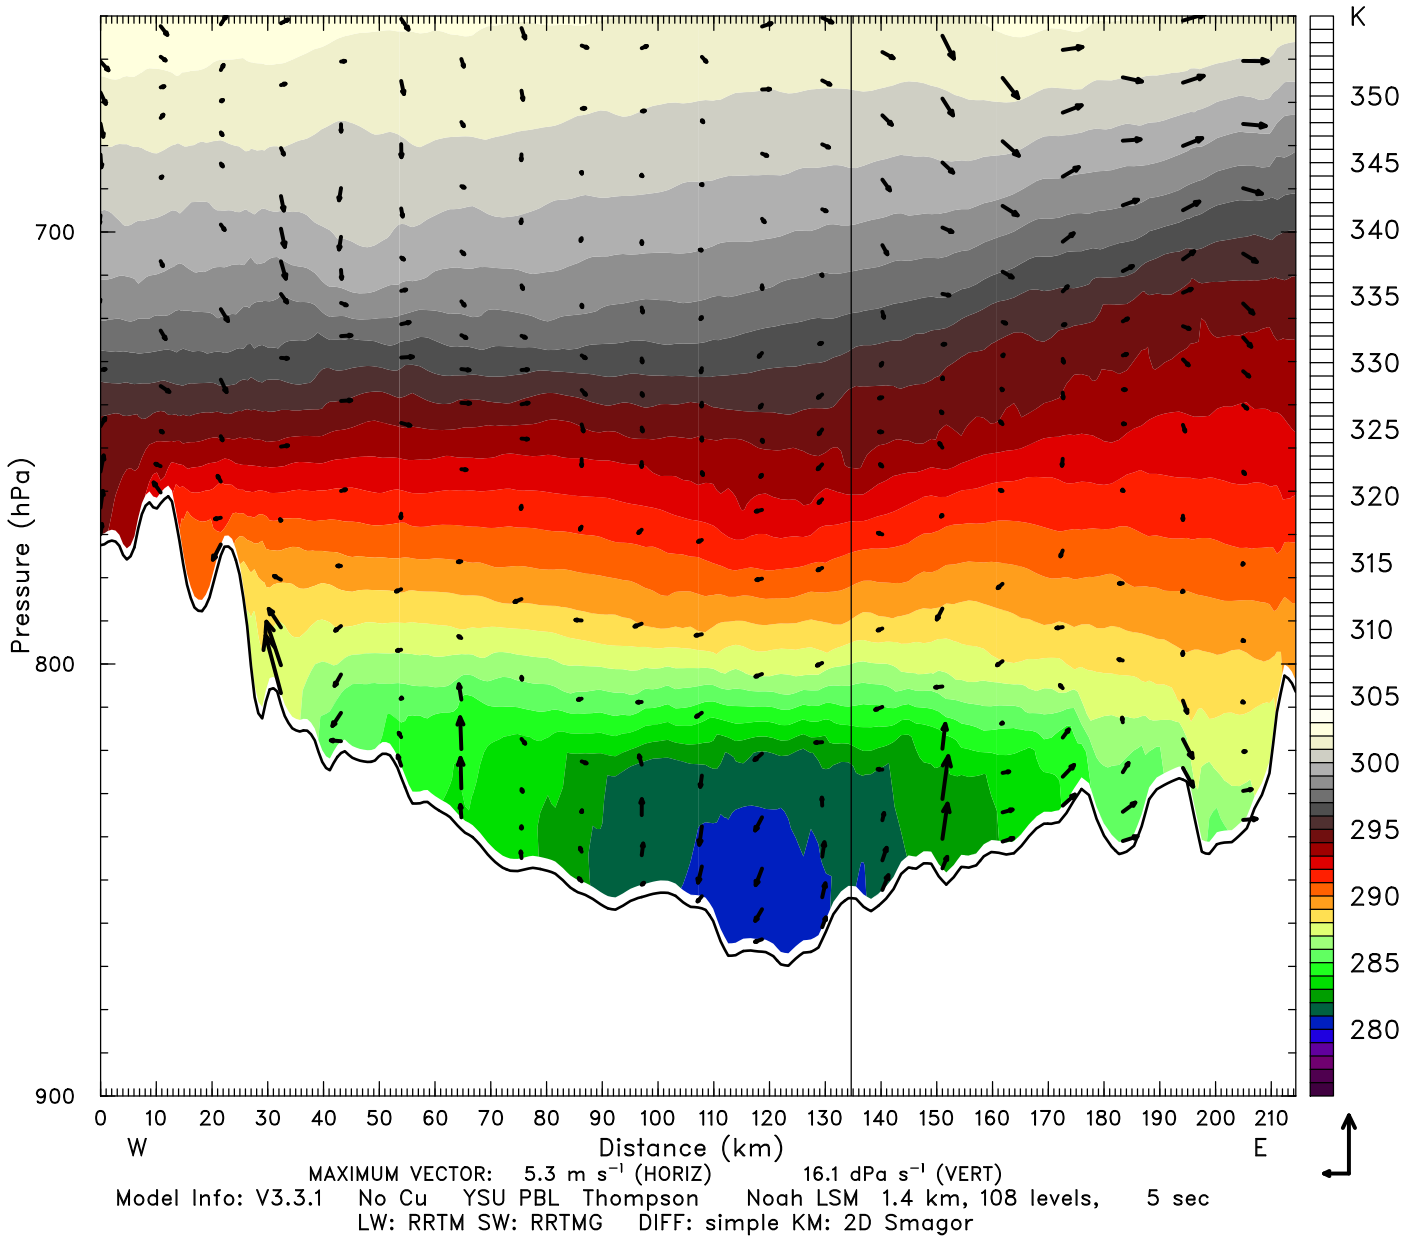 K
350
345
340
335
330
325
320
315
310
305
300
295
290
285
280
700
800
900
Pressure (hPa)
0 10 20 30 40 50 60 70 80 90 100 110 120 130 140 150 160 170 180 190 200 210
W Distance (km) E
MAXIMUM VECTOR: 5.3 m s⁻¹ (HORIZ) 16.1 dPa s⁻¹ (VERT)
Model Info: V3.3.1 No Cu YSU PBL Thompson Noah LSM 1.4 km, 108 levels, 5 sec
LW: RRTM SW: RRTMG DIFF: simple KM: 2D Smagor